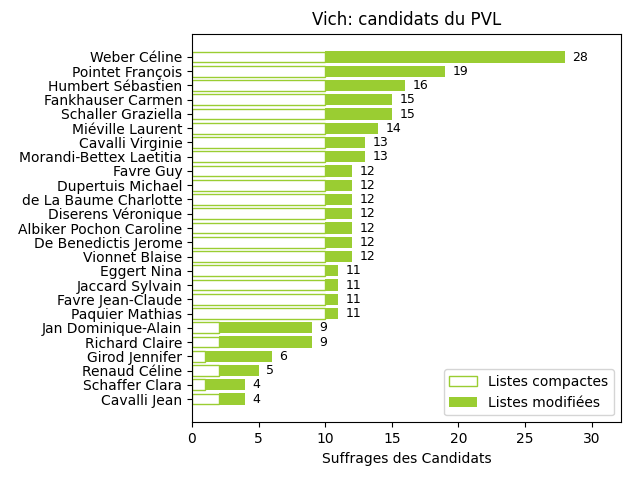 Vich: candidats du PVL
Weber Céline 28
Pointet François 19
Humbert Sébastien 16
Fankhauser Carmen 15
Schaller Graziella 15
Miéville Laurent 14
Cavalli Virginie 13
Morandi-Bettex Laetitia 13
Favre Guy 12
Dupertuis Michael 12
de La Baume Charlotte 12
Diserens Véronique 12
Albiker Pochon Caroline 12
De Benedictis Jerome 12
Vionnet Blaise 12
Eggert Nina 11
Jaccard Sylvain 11
Favre Jean-Claude 11
Paquier Mathias 11
Jan Dominique-Alain 9
Richard Claire 9
Girod Jennifer 6
Renaud Céline 5
Schaffer Clara 4
Cavalli Jean 4
Listes compactes
Listes modifiées
0 5 10 15 20 25 30
Suffrages des Candidats